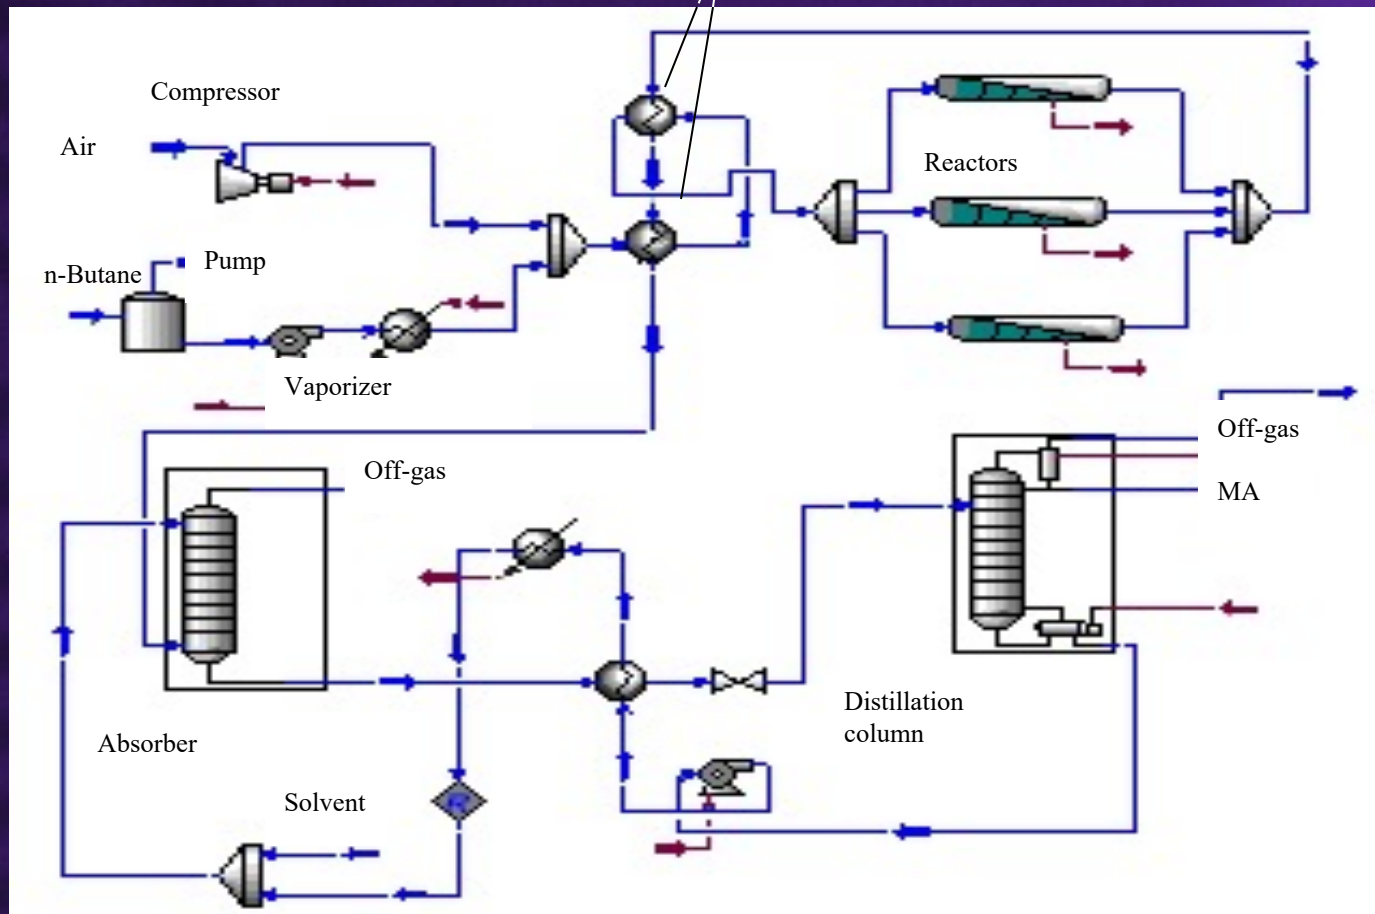 Compressor
Air
Reactors
n-Butane
Pump
Vaporizer
Off-gas
Off-gas
MA
Distillation
column
Absorber
Solvent